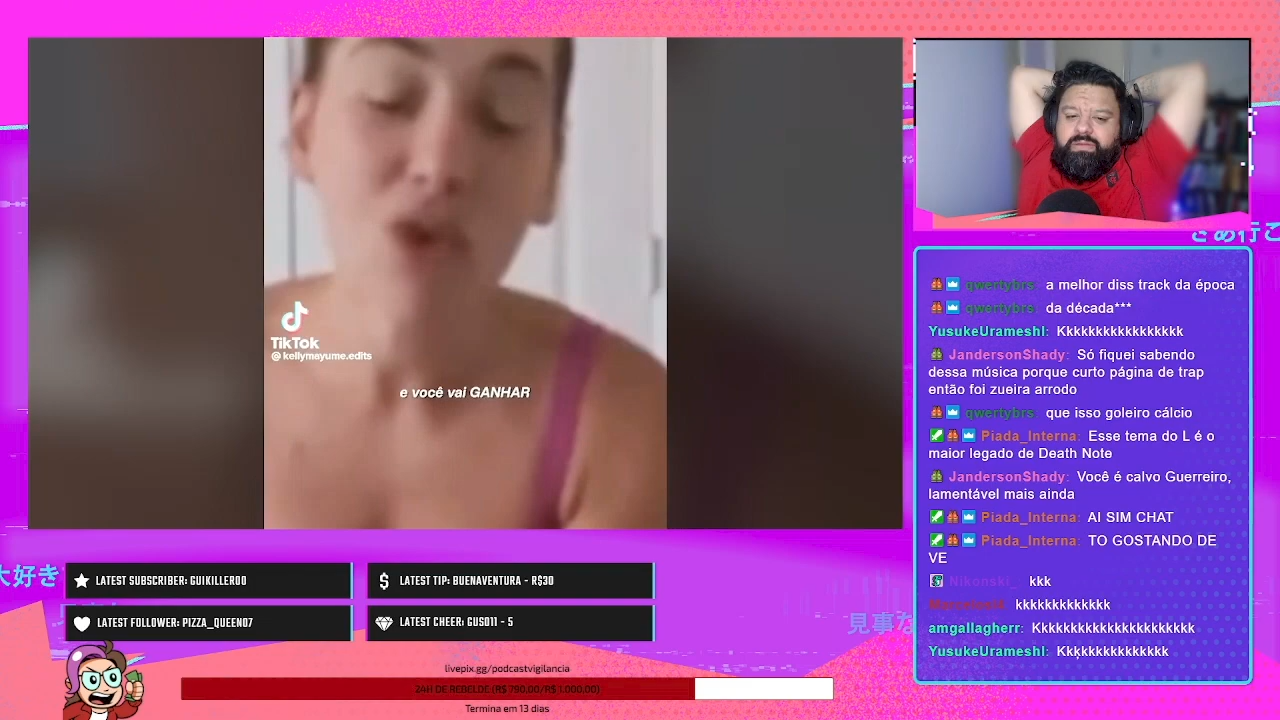 TikTok
@kellymayume.edits
e você vai GANHAR
qwertybrs: a melhor diss track da época
qwertybrs: da década***
YusukeUrameshI: Kkkkkkkkkkkkkkkkk
JandersonShady: Só fiquei sabendo
dessa música porque curto página de trap
então foi zueira arrodo
qwertybrs: que isso goleiro cálcio
Piada_Interna: Esse tema do L é o
maior legado de Death Note
JandersonShady: Você é calvo Guerreiro,
lamentável mais ainda
Piada_Interna: AI SIM CHAT
Piada_Interna: TO GOSTANDO DE
VE
Nikonski_: kkk
kkkkkkkkkkkkk
amgallagherr: Kkkkkkkkkkkkkkkkkkkkkk
YusukeUrameshI: Kkķkkkkkkkkkkkk
大好き
見事な
LATEST SUBSCRIBER: GUIKILLER00
LATEST TIP: BUENAVENTURA - R$30
LATEST FOLLOWER: PIZZA_QUEEN07
LATEST CHEER: GUS011 - 5
livepix.gg/podcastvigilancia
24H DE REBELDE (R$ 790,00/R$ 1.000,00)
Termina em 13 dias